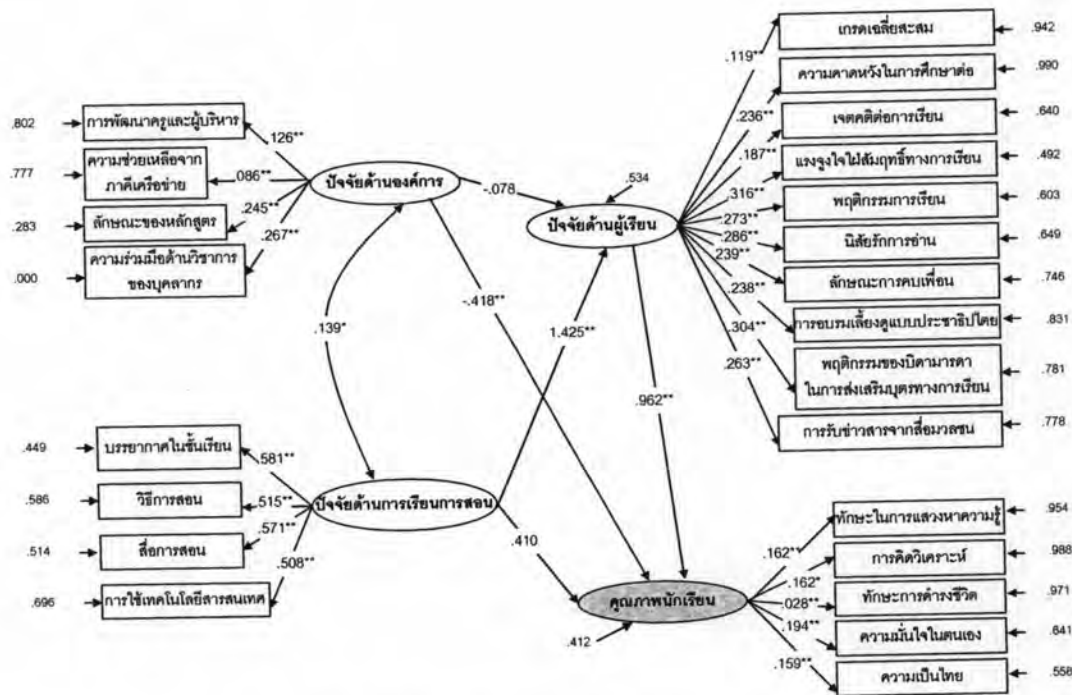 เกรดเฉลี่ยสะสม
.942
.119**
ความคาดหวังในการศึกษาต่อ
.990
.236**
เจตคติต่อการเรียน
.640
.187**
แรงจูงใจใฝ่สัมฤทธิ์ทางการเรียน
.492
.316**
พฤติกรรมการเรียน
.603
.273**
นิสัยรักการอ่าน
.649
.286**
ลักษณะการคบเพื่อน
.746
.239**
การอบรมเลี้ยงดูแบบประชาธิปไตย
.831
.238**
พฤติกรรมของบิดามารดา
ในการส่งเสริมบุตรทางการเรียน
.781
.304**
การรับข่าวสารจากสื่อมวลชน
.778
.263**
.802
การพัฒนาครูและผู้บริหาร
.126**
.777
ความช่วยเหลือจาก
ภาคีเครือข่าย
.086**
.283
ลักษณะของหลักสูตร
.245**
.000
ความร่วมมือด้านวิชาการ
ของบุคลากร
.267**
ปัจจัยด้านองค์การ
-.078
.534
ปัจจัยด้านผู้เรียน
-.418**
.139*
1.425**
.962**
.449
บรรยากาศในชั้นเรียน
.581**
.586
วิธีการสอน
.515**
.514
สื่อการสอน
.571**
.696
การใช้เทคโนโลยีสารสนเทศ
.508**
ปัจจัยด้านการเรียนการสอน
.410
คุณภาพนักเรียน
.412
ทักษะในการแสวงหาความรู้
.954
.162**
การคิดวิเคราะห์
.988
.162*
ทักษะการดำรงชีวิต
.971
.028**
ความมั่นใจในตนเอง
.641
.194**
ความเป็นไทย
.558
.159**